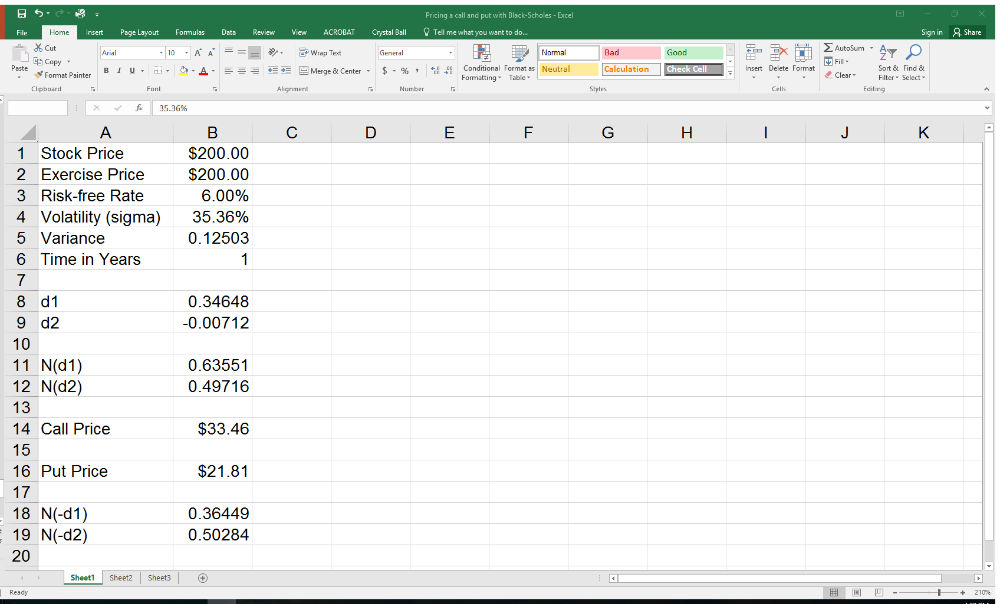 Pricing a call and put with Black-Scholes - Excel
File Home Insert Page Layout Formulas Data Review View ACROBAT Crystal Ball Tell me what you want to do... Sign in Share
Paste Cut Copy Format Painter Clipboard
Arial 10 A A B I U A Font
Wrap Text Merge & Center Alignment
General $ % , .00 Number
Conditional Formatting Format as Table
Normal Bad Good
Neutral Calculation Check Cell
Styles
Insert Delete Format Cells
AutoSum Fill Clear Sort & Filter Find & Select Editing
fx 35.36%
A B C D E F G H I J K
1 Stock Price $200.00
2 Exercise Price $200.00
3 Risk-free Rate 6.00%
4 Volatility (sigma) 35.36%
5 Variance 0.12503
6 Time in Years 1
7
8 d1 0.34648
9 d2 -0.00712
10
11 N(d1) 0.63551
12 N(d2) 0.49716
13
14 Call Price $33.46
15
16 Put Price $21.81
17
18 N(-d1) 0.36449
19 N(-d2) 0.50284
20
Sheet1 Sheet2 Sheet3
Ready 210%